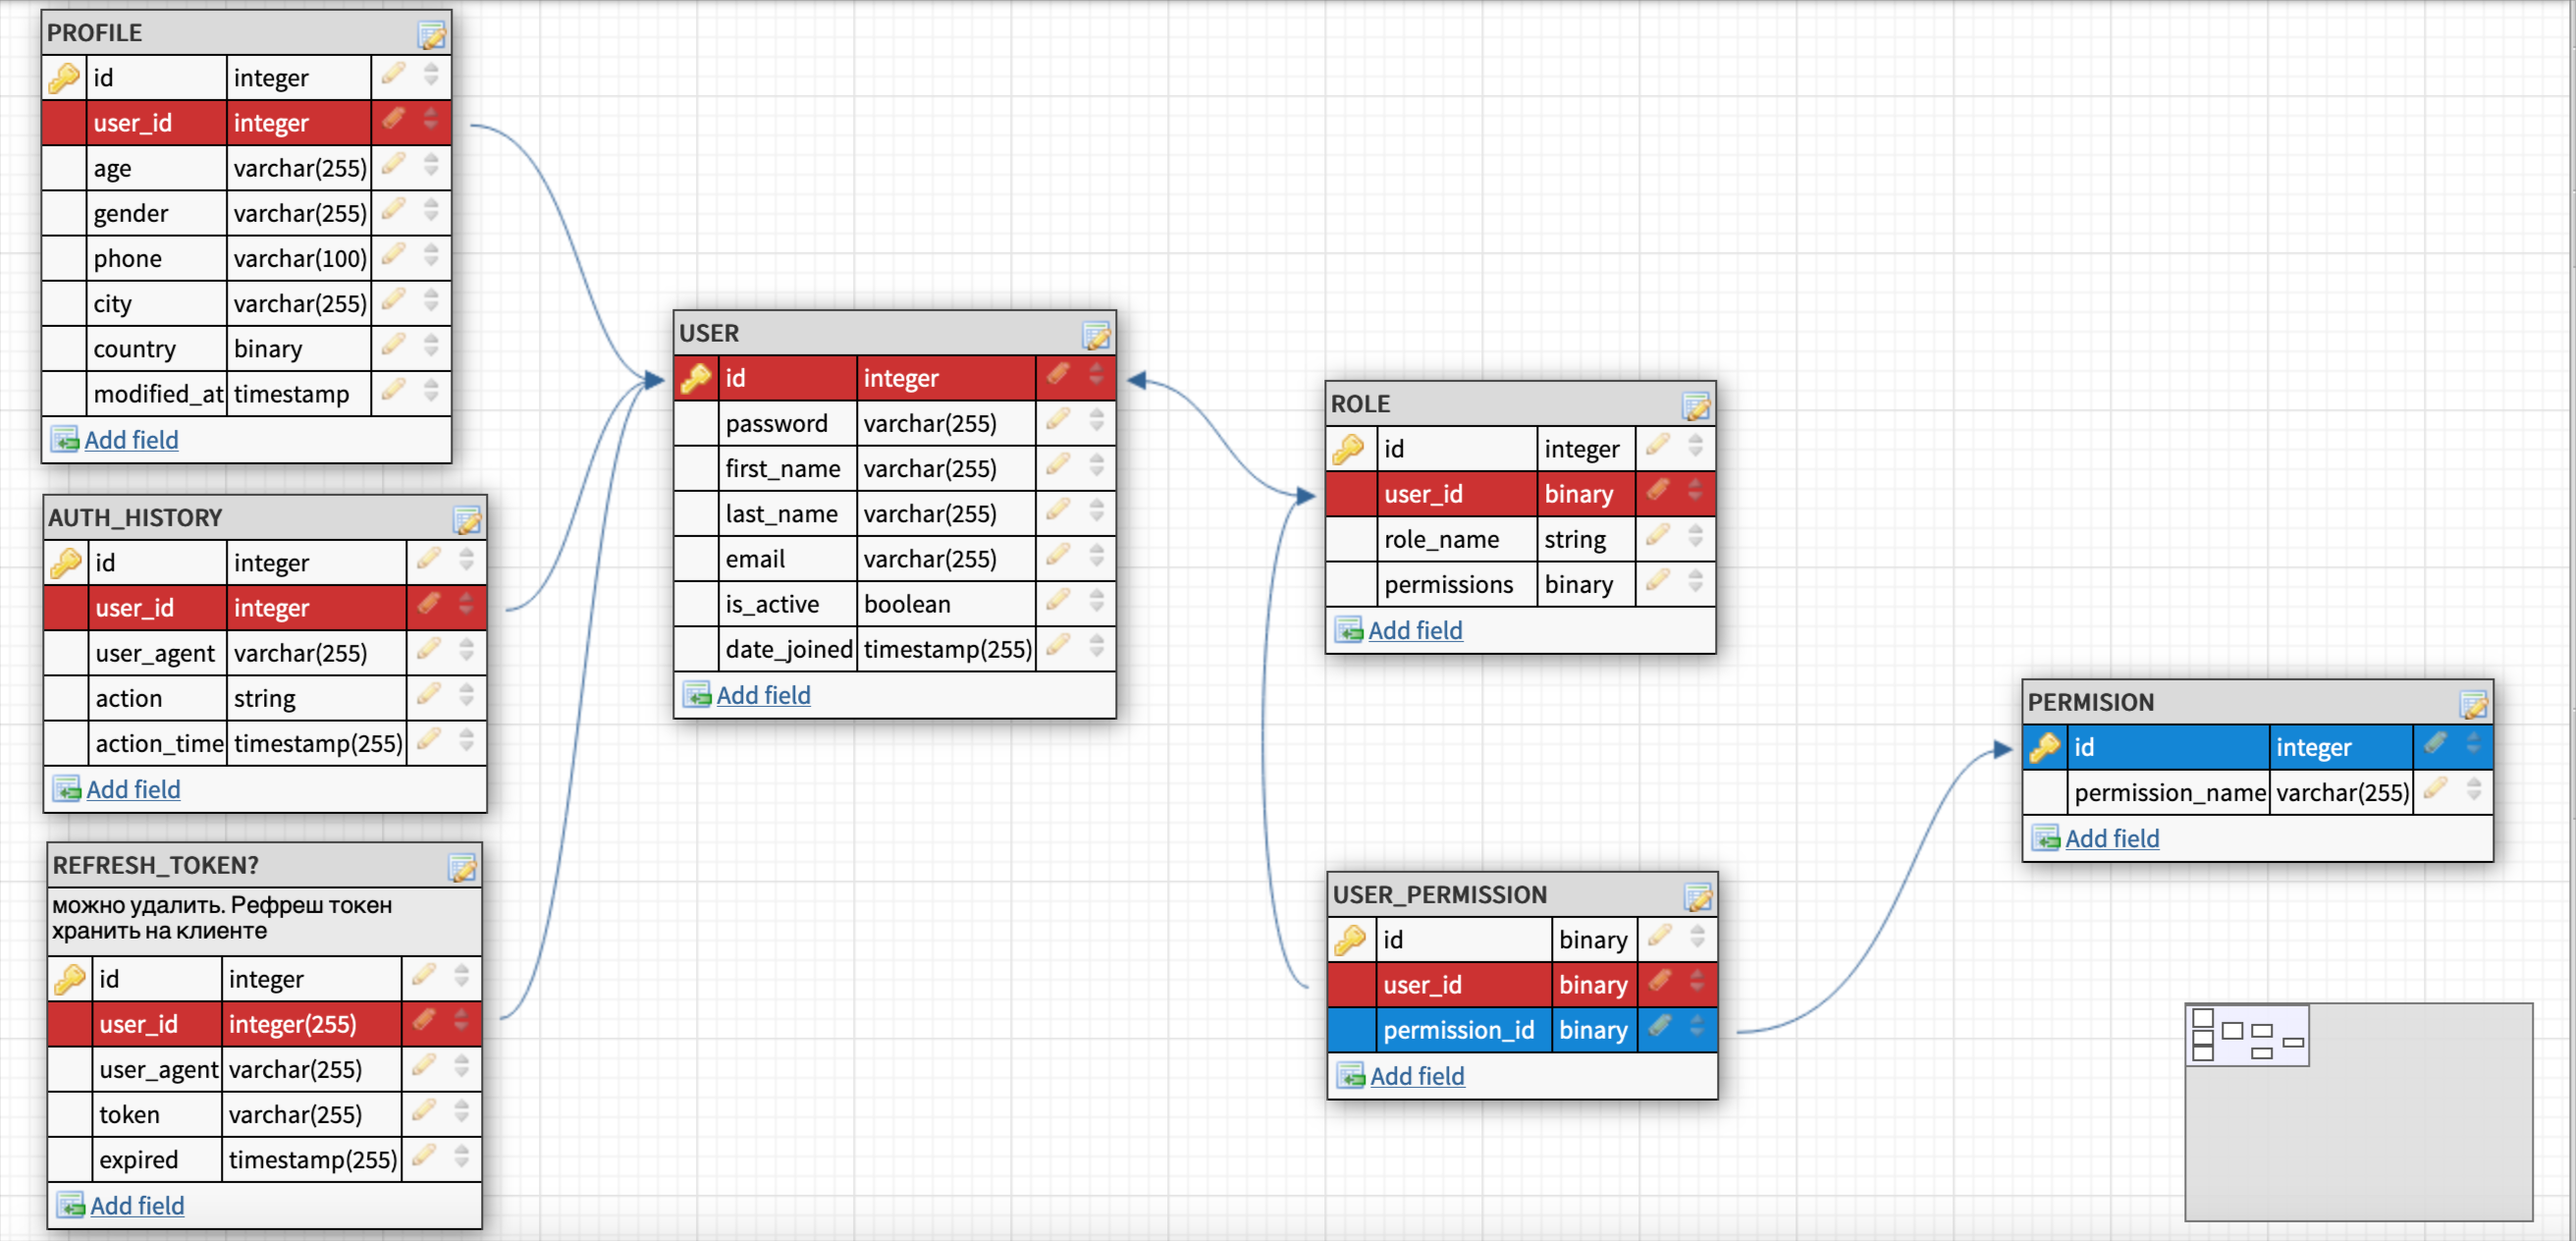 PROFILE
id integer
user_id integer
age varchar(255)
gender varchar(255)
phone varchar(100)
city varchar(255)
country binary
modified_at timestamp
Add field
AUTH_HISTORY
id integer
user_id integer
user_agent varchar(255)
action string
action_time timestamp(255)
Add field
REFRESH_TOKEN?
можно удалить. Рефреш токен
хранить на клиенте
id integer
user_id integer(255)
user_agent varchar(255)
token varchar(255)
expired timestamp(255)
Add field
USER
id integer
password varchar(255)
first_name varchar(255)
last_name varchar(255)
email varchar(255)
is_active boolean
date_joined timestamp(255)
Add field
ROLE
id integer
user_id binary
role_name string
permissions binary
Add field
USER_PERMISSION
id binary
user_id binary
permission_id binary
Add field
PERMISION
id integer
permission_name varchar(255)
Add field